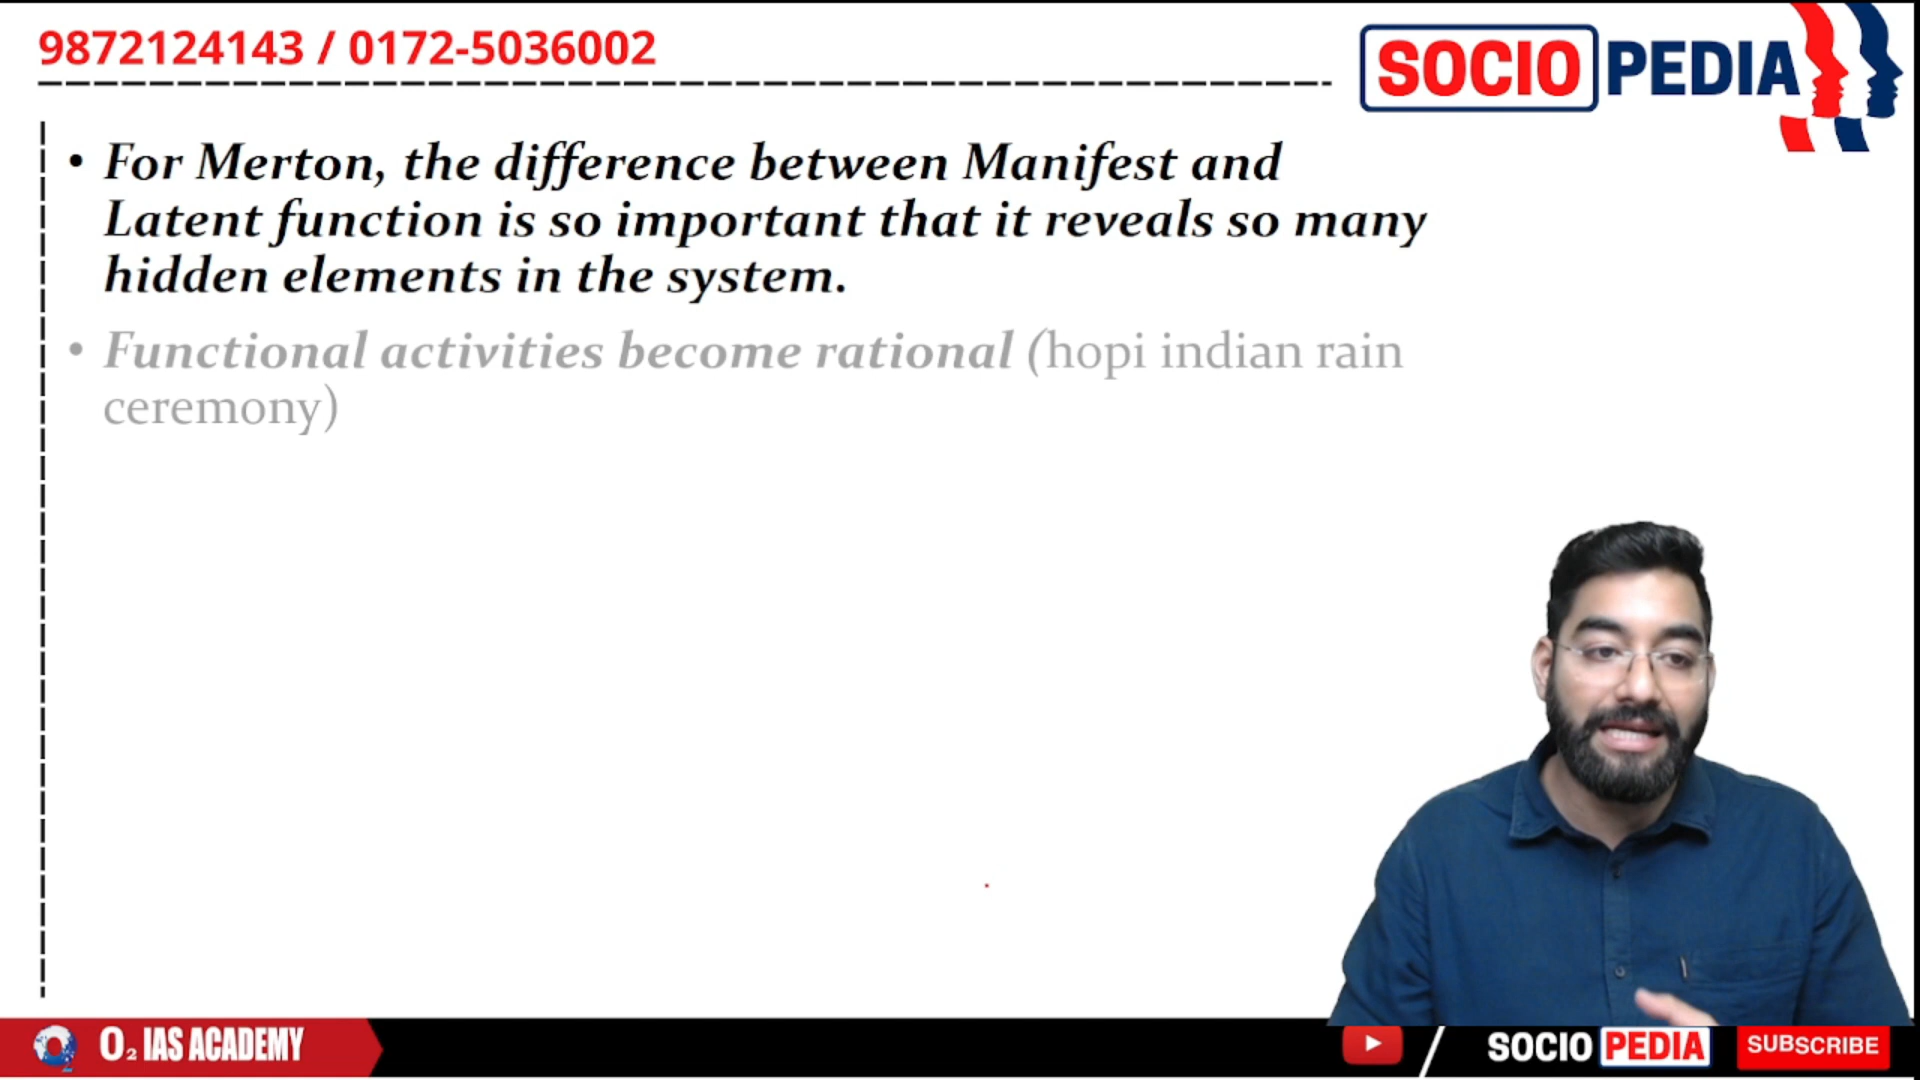 9872124143 / 0172-5036002
SOCIO PEDIA
• For Merton, the difference between Manifest and
Latent function is so important that it reveals so many
hidden elements in the system.
• Functional activities become rational (hopi indian rain
ceremony)
O₂ IAS ACADEMY
SOCIO PEDIA
SUBSCRIBE